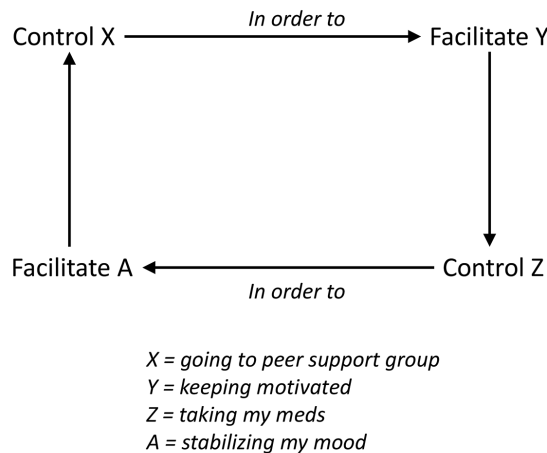 In order to
Control X
Facilitate Y
Facilitate A
Control Z
In order to
X = going to peer support group
Y = keeping motivated
Z = taking my meds
A = stabilizing my mood